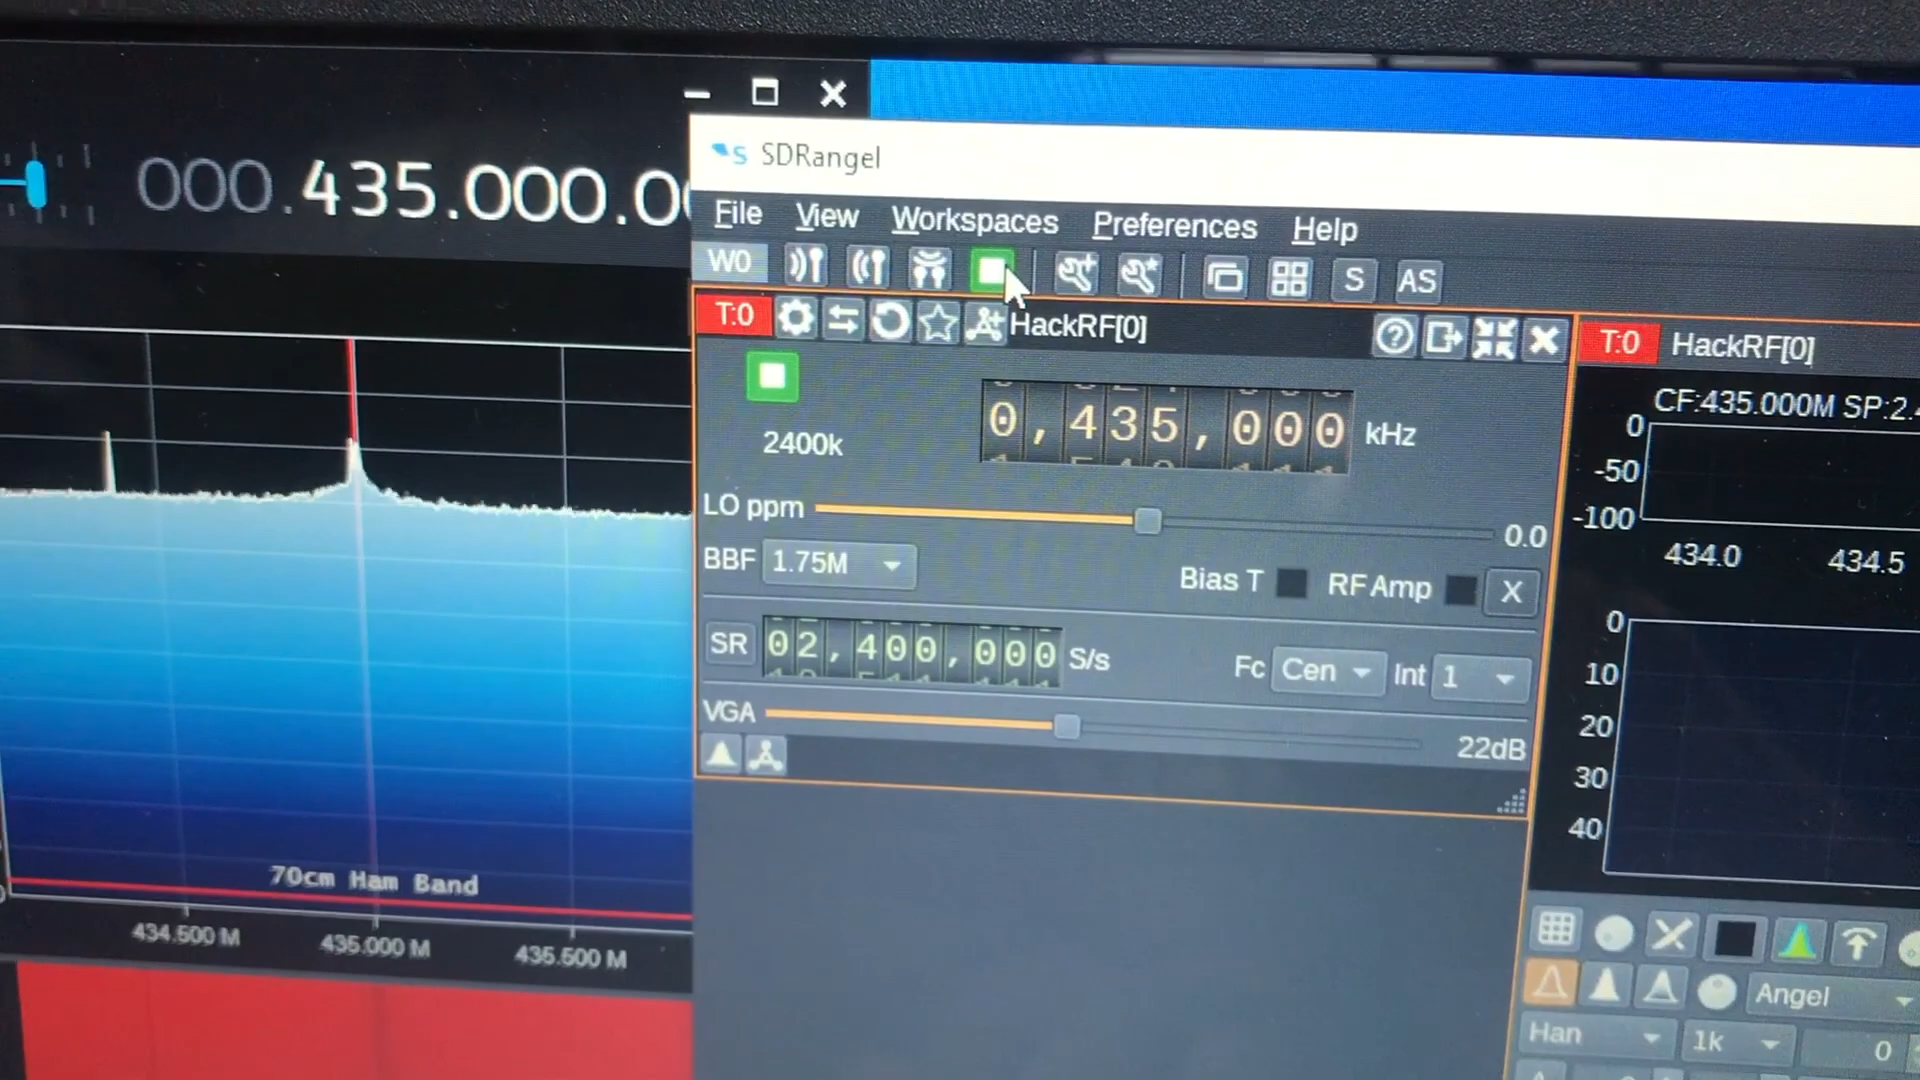 000.435.000.0
SDRangel
File View Workspaces Preferences Help
W0 S AS
T:0 HackRF[0]
2400k
0,435,000 kHz
LO ppm 0.0
BBF 1.75M Bias T RF Amp X
SR 02,400,000 S/s Fc Cen Int 1
VGA 22dB
T:0 HackRF[0]
CF:435.000M SP:2.
0
-50
-100
434.0 434.5
0
10
20
30
40
Angel
Han 1k 0
70cm Ham Band
434.500 M 435.000 M 435.500 M